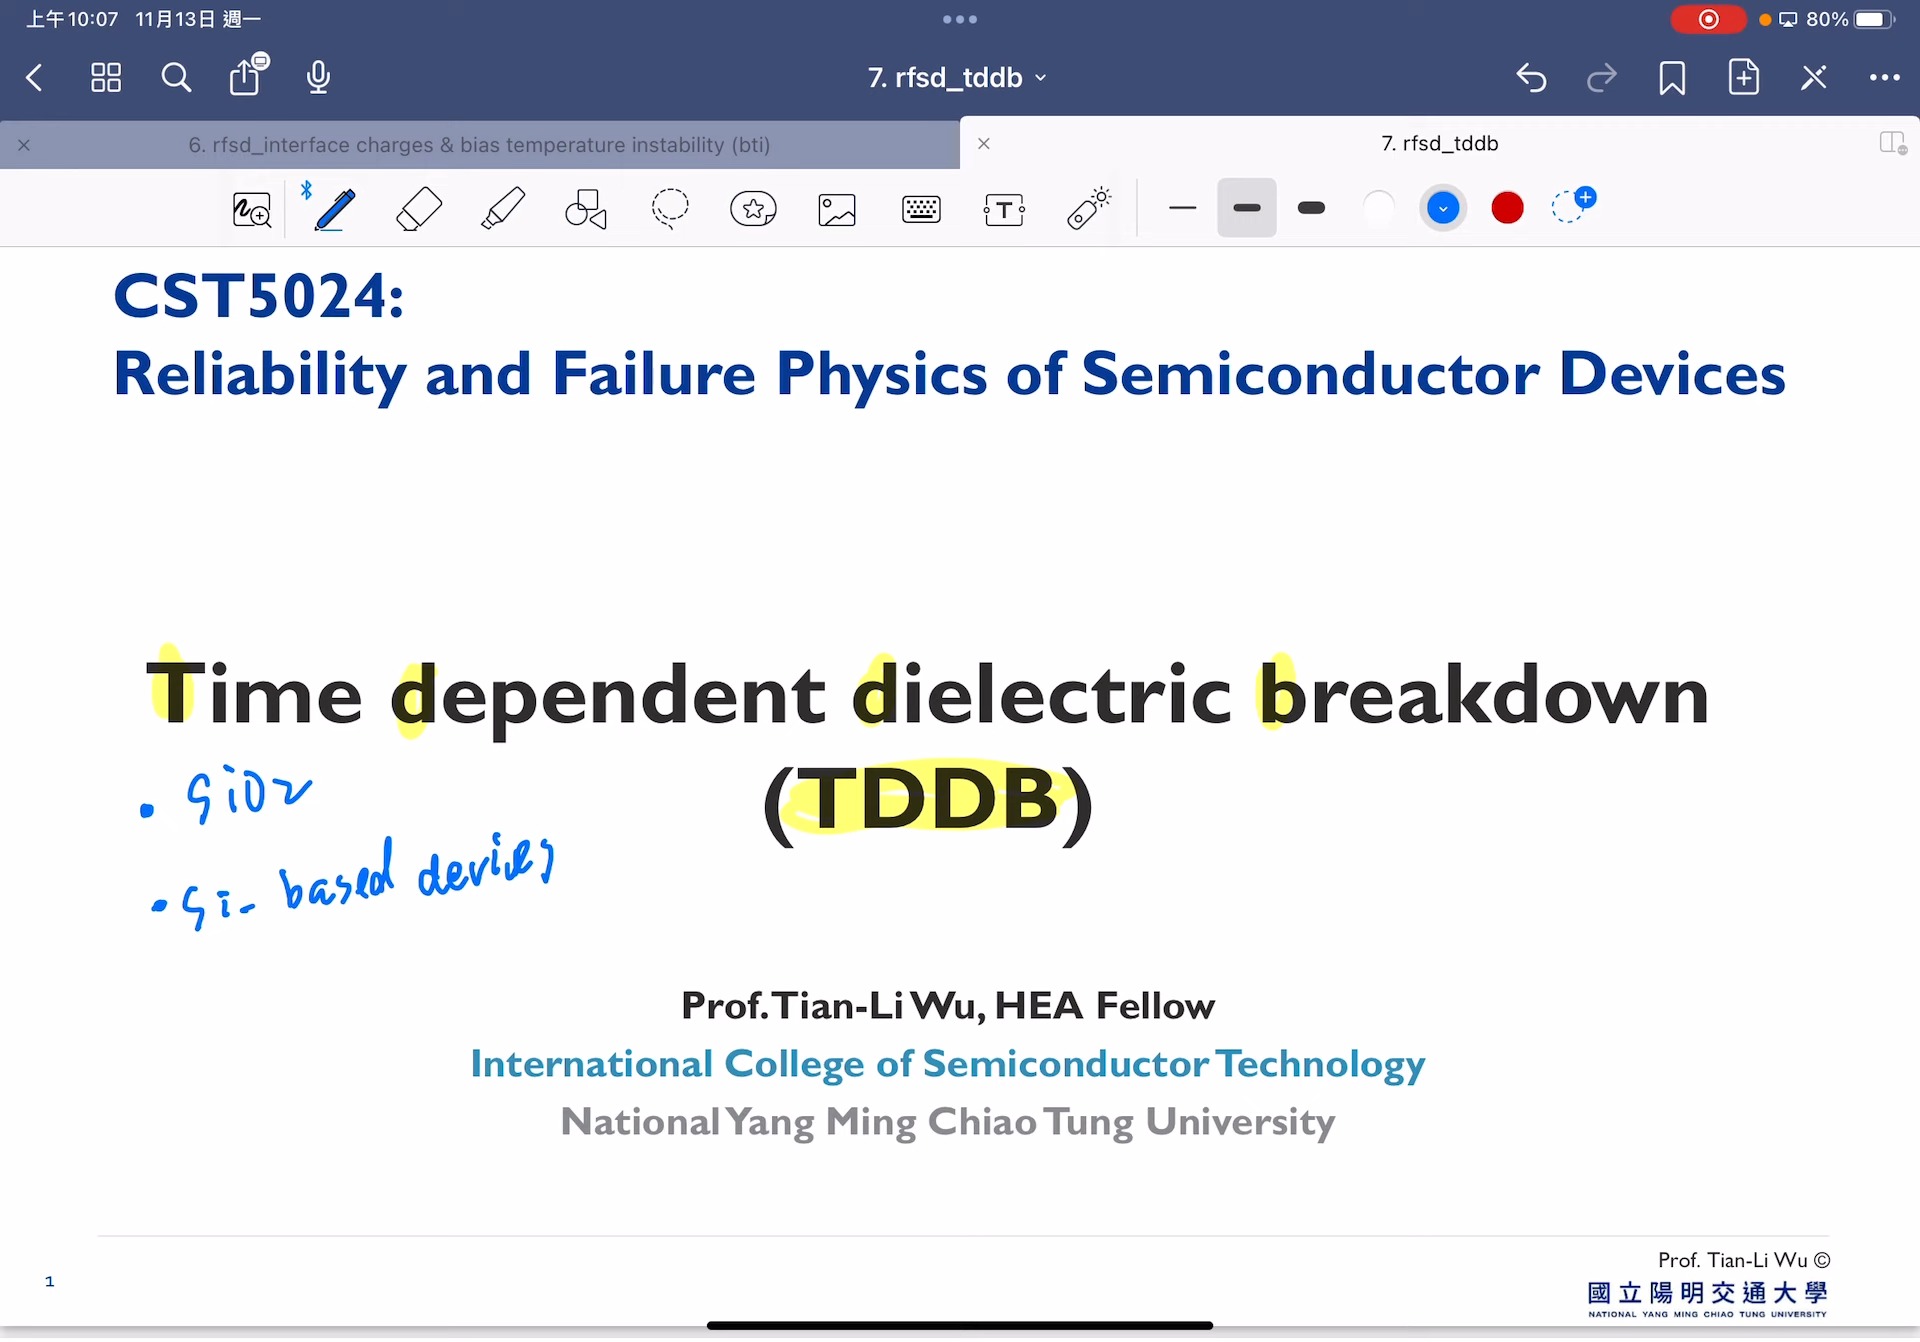 上午10:07 11月13日 週一
80%
7. rfsd_tddb
6. rfsd_interface charges & bias temperature instability (bti)
7. rfsd_tddb
CST5024:
Reliability and Failure Physics of Semiconductor Devices
Time dependent dielectric breakdown
(TDDB)
• SiO2
• Si- based devices
Prof. Tian-Li Wu, HEA Fellow
International College of Semiconductor Technology
National Yang Ming Chiao Tung University
1
Prof. Tian-Li Wu ©
國立陽明交通大學
NATIONAL YANG MING CHIAO TUNG UNIVERSITY